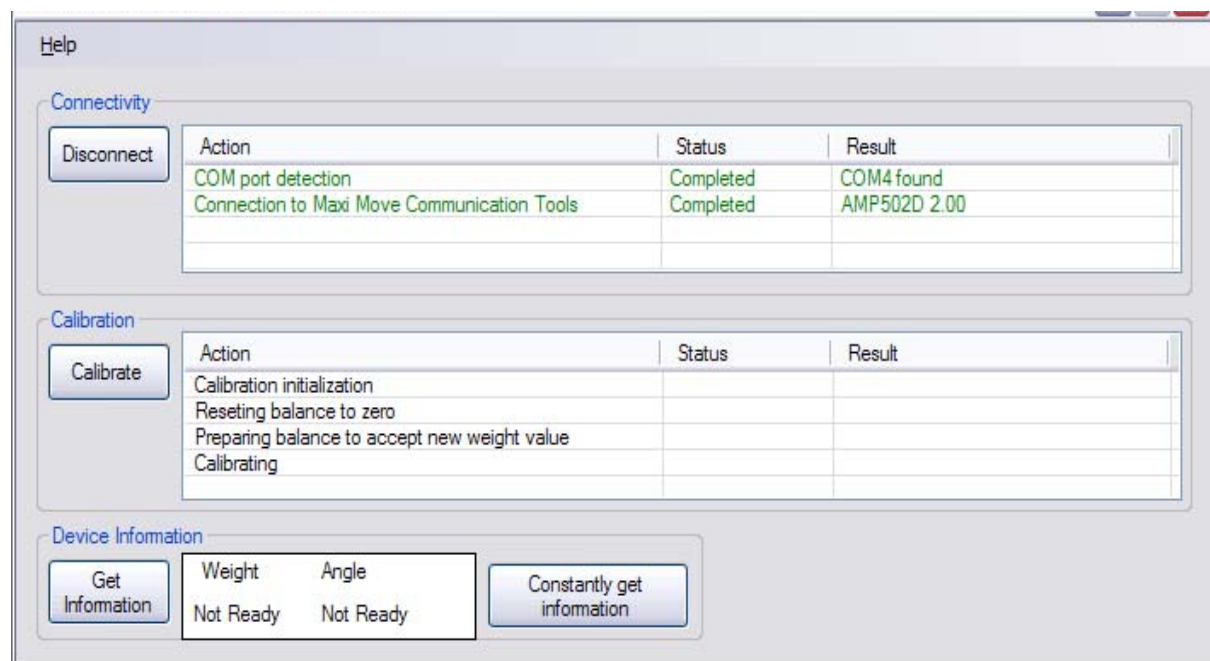 Help
Connectivity
Disconnect
Action Status Result
COM port detection Completed COM4 found
Connection to Maxi Move Communication Tools Completed AMP502D 2.00
Calibration
Calibrate
Action Status Result
Calibration initialization
Reseting balance to zero
Preparing balance to accept new weight value
Calibrating
Device Information
Get
Information
Weight Angle
Not Ready Not Ready
Constantly get
information